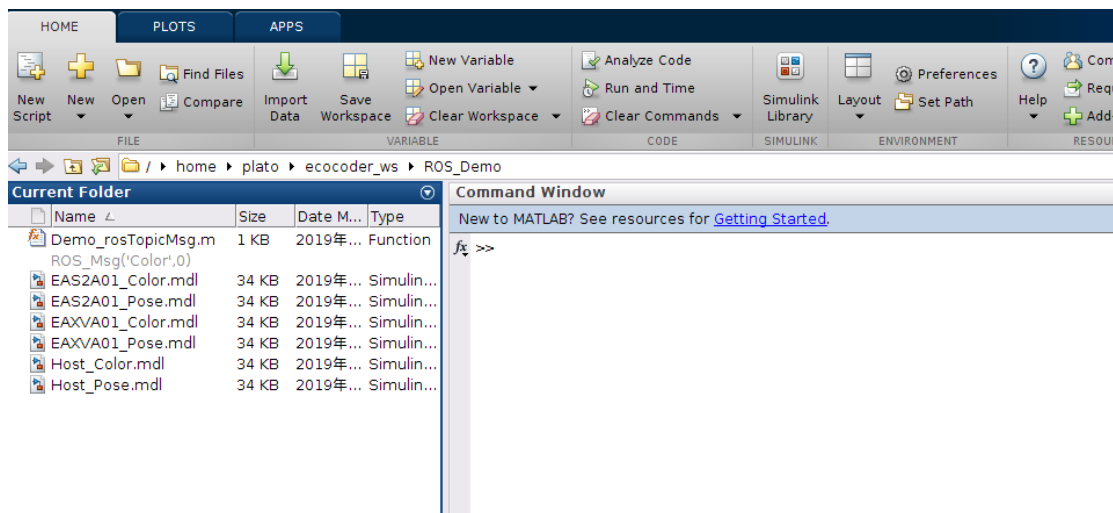 HOME PLOTS APPS
New Script
New
Open
Find Files
Compare
FILE
Import Data
Save Workspace
New Variable
Open Variable
Clear Workspace
VARIABLE
Analyze Code
Run and Time
Clear Commands
CODE
Simulink Library
SIMULINK
Layout
Preferences
Set Path
ENVIRONMENT
? Help
Com
Requ
Add-
RESOU
/ home plato ecocoder_ws ROS_Demo
Current Folder
Name Size Date M... Type
Demo_rosTopicMsg.m 1 KB 2019年... Function
ROS_Msg('Color',0)
EAS2A01_Color.mdl 34 KB 2019年... Simulin...
EAS2A01_Pose.mdl 34 KB 2019年... Simulin...
EAXVA01_Color.mdl 34 KB 2019年... Simulin...
EAXVA01_Pose.mdl 34 KB 2019年... Simulin...
Host_Color.mdl 34 KB 2019年... Simulin...
Host_Pose.mdl 34 KB 2019年... Simulin...
Command Window
New to MATLAB? See resources for Getting Started.
fx >>